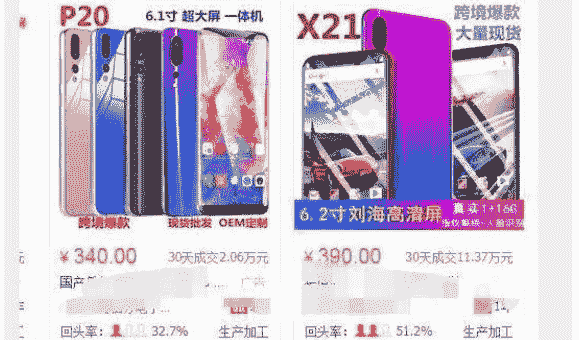 P20
6.1寸 超大屏 一体机
跨境爆款 现货批发 OEM定制
¥ 340.00 30天成交2.06万元
国产
广告
回头率: 32.7% 生产加工
X21
跨境爆款
大量现货
6.2寸刘海高清屏
1+16G
¥ 390.00 30天成交11.37万元
回头率: 51.2% 生产加工